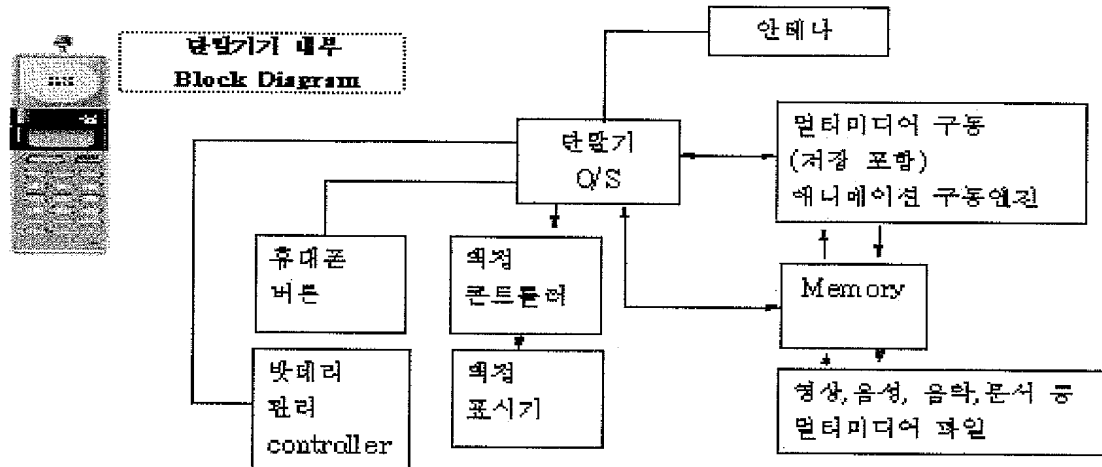 단말기기 내부
Block Diagram
안테나
단말기
O/S
멀티미디어 구동
(저장 포함)
애니메이션 구동엔진
휴대폰
버튼
액정
콘트롤러
Memory
밧데리
관리
controller
액정
표시기
영상,음성, 음악,문서 등
멀티미디어 파일